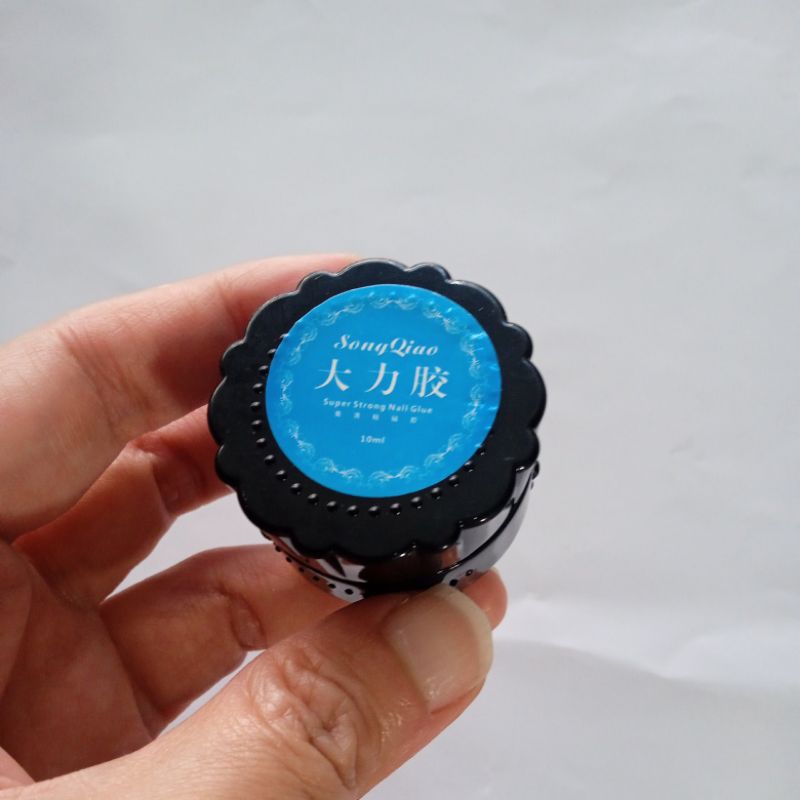 SongQiao
大力胶
Super Strong Nail Glue
10ml